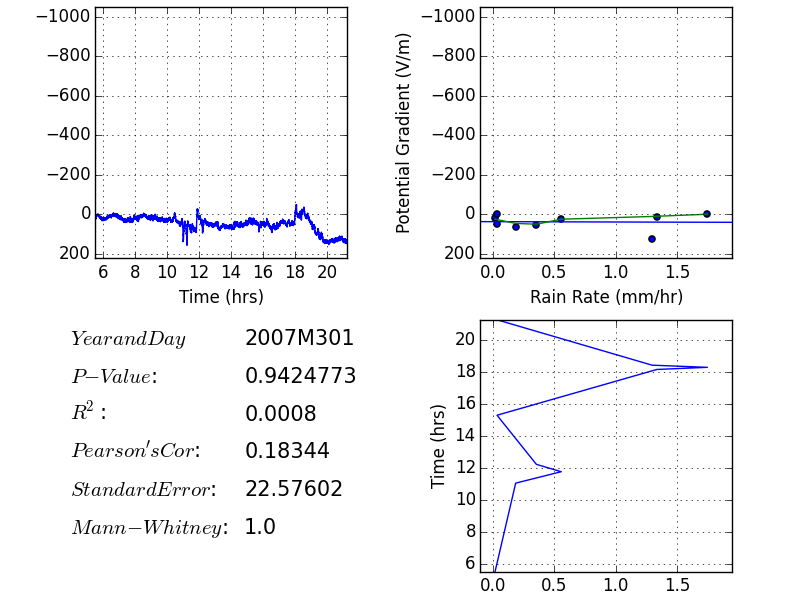 −1000
−800
−600
−400
−200
0
200
6 8 10 12 14 16 18 20
Time (hrs)
Potential Gradient (V/m)
−1000
−800
−600
−400
−200
0
200
0.0 0.5 1.0 1.5
Rain Rate (mm/hr)
YearandDay 2007M301
P−Value: 0.9424773
R²: 0.0008
Pearson'sCor: 0.18344
StandardError: 22.57602
Mann−Whitney: 1.0
Time (hrs)
20
18
16
14
12
10
8
6
0.0 0.5 1.0 1.5